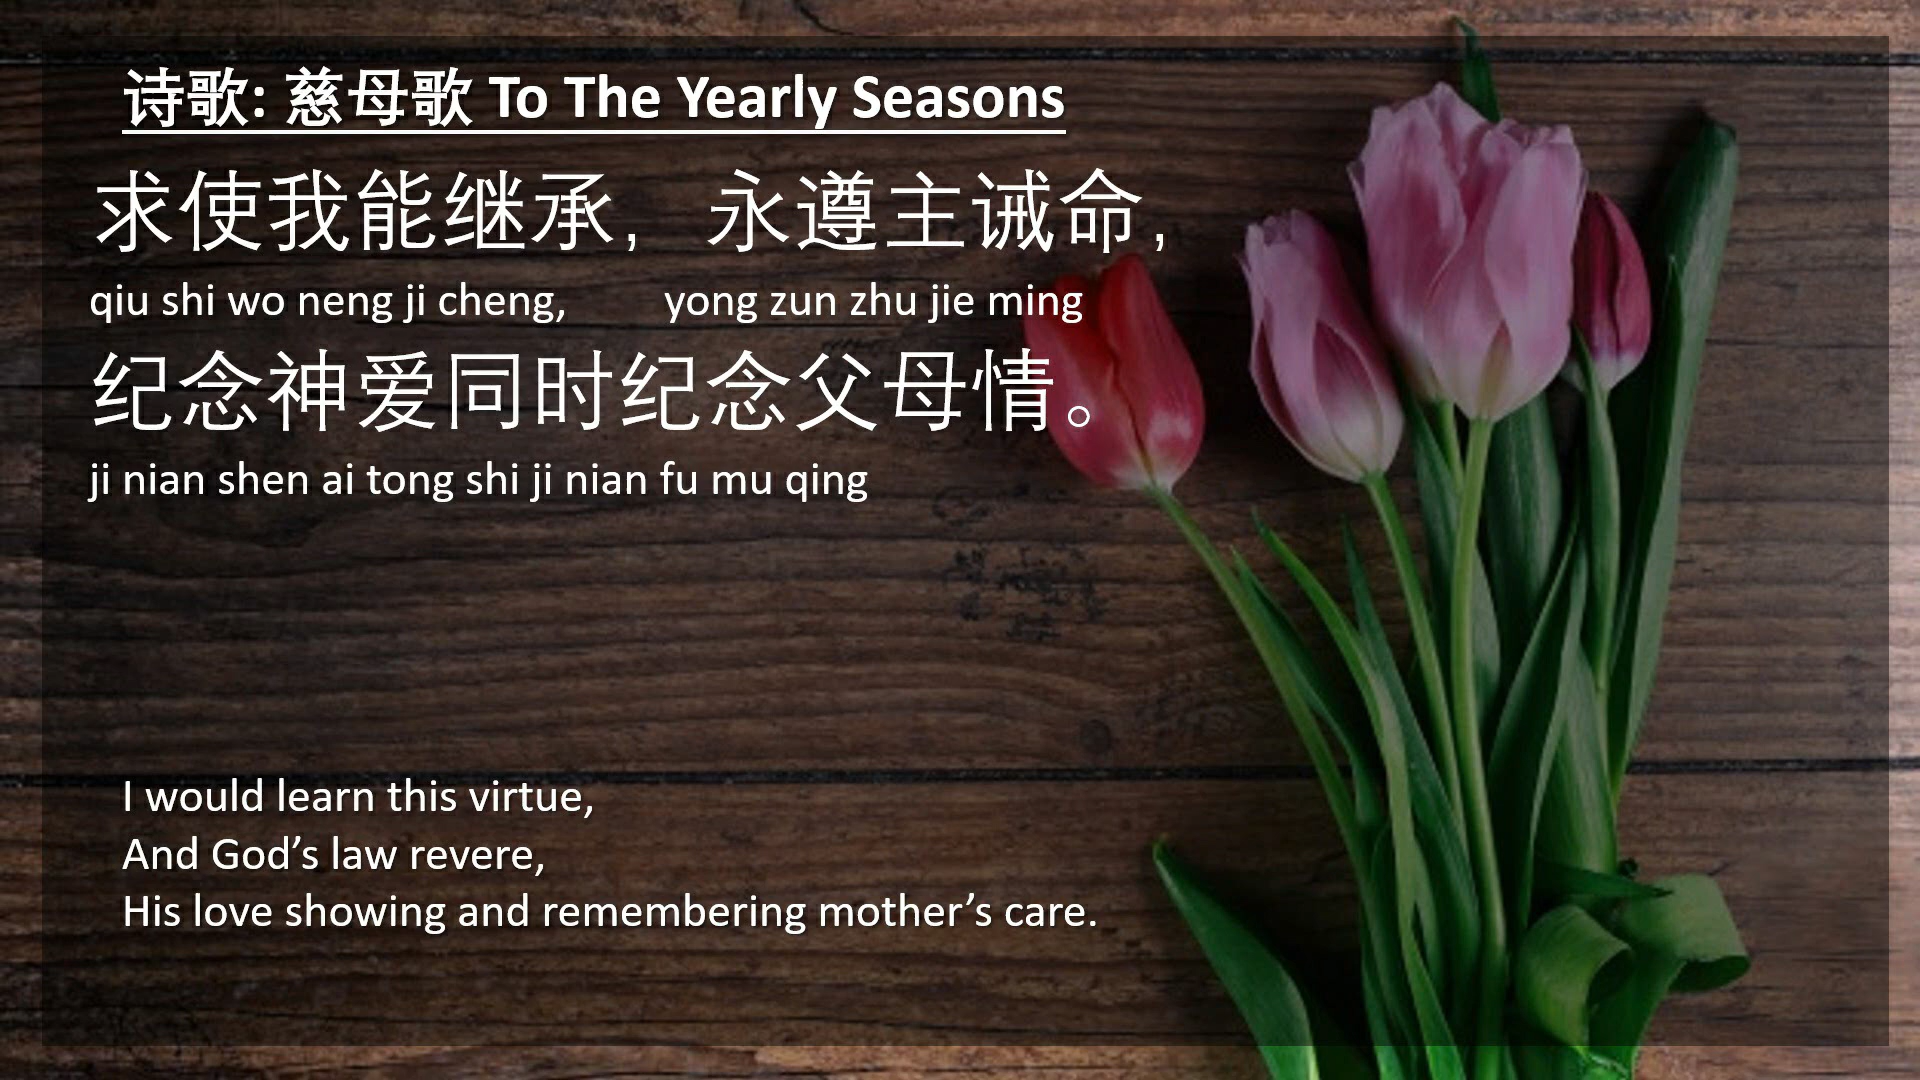 诗歌: 慈母歌 To The Yearly Seasons
求使我能继承, 永遵主诫命,
qiu shi wo neng ji cheng, yong zun zhu jie ming
纪念神爱同时纪念父母情。
ji nian shen ai tong shi ji nian fu mu qing
I would learn this virtue,
And God’s law revere,
His love showing and remembering mother’s care.